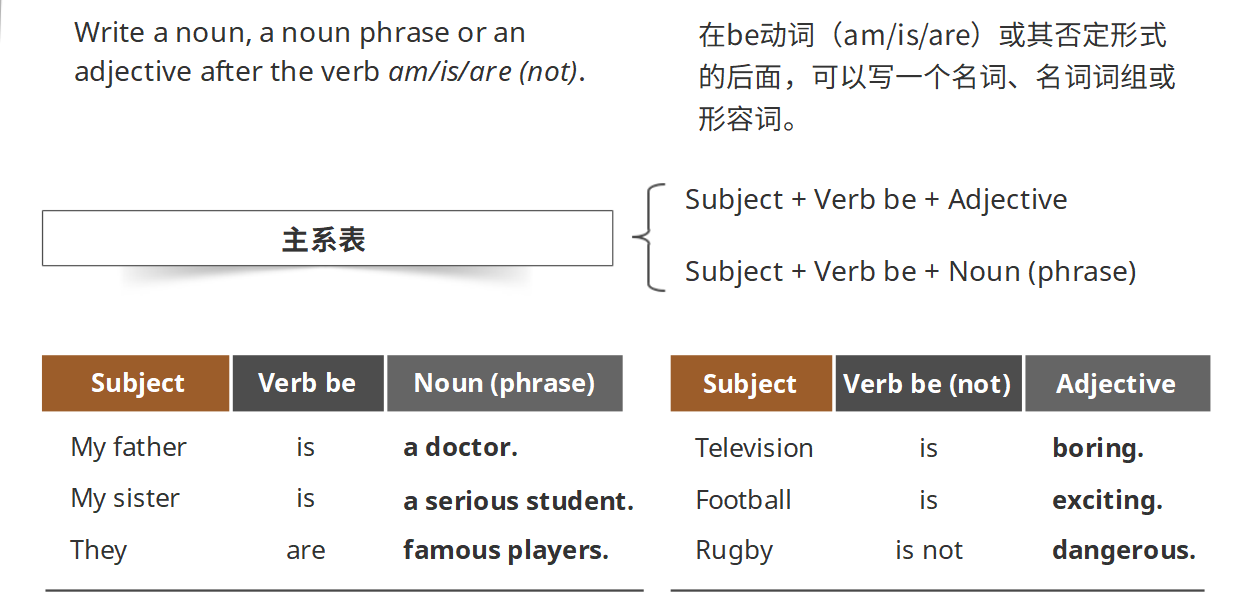 Write a noun, a noun phrase or an
adjective after the verb am/is/are (not).
在be动词（am/is/are）或其否定形式
的后面，可以写一个名词、名词词组或
形容词。
主系表
Subject + Verb be + Adjective
Subject + Verb be + Noun (phrase)
Subject Verb be Noun (phrase)
My father is a doctor.
My sister is a serious student.
They are famous players.
Subject Verb be (not) Adjective
Television is boring.
Football is exciting.
Rugby is not dangerous.